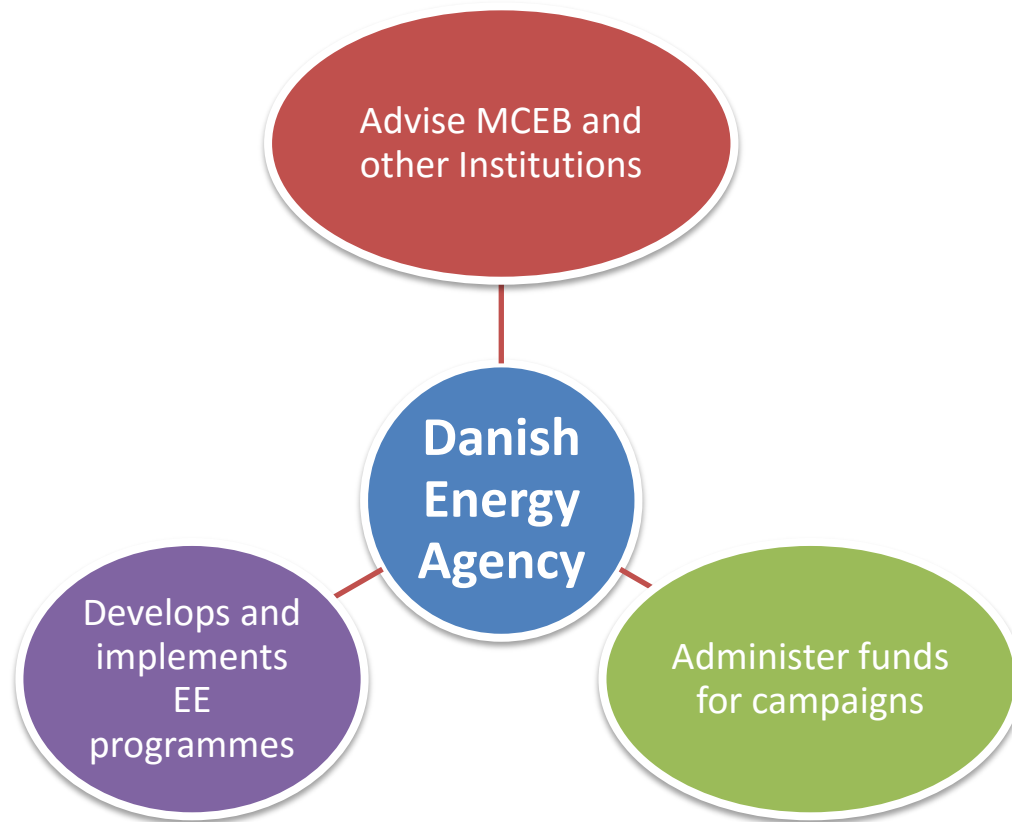 Advise MCEB and
other Institutions
Danish
Energy
Agency
Develops and
implements
EE
programmes
Administer funds
for campaigns